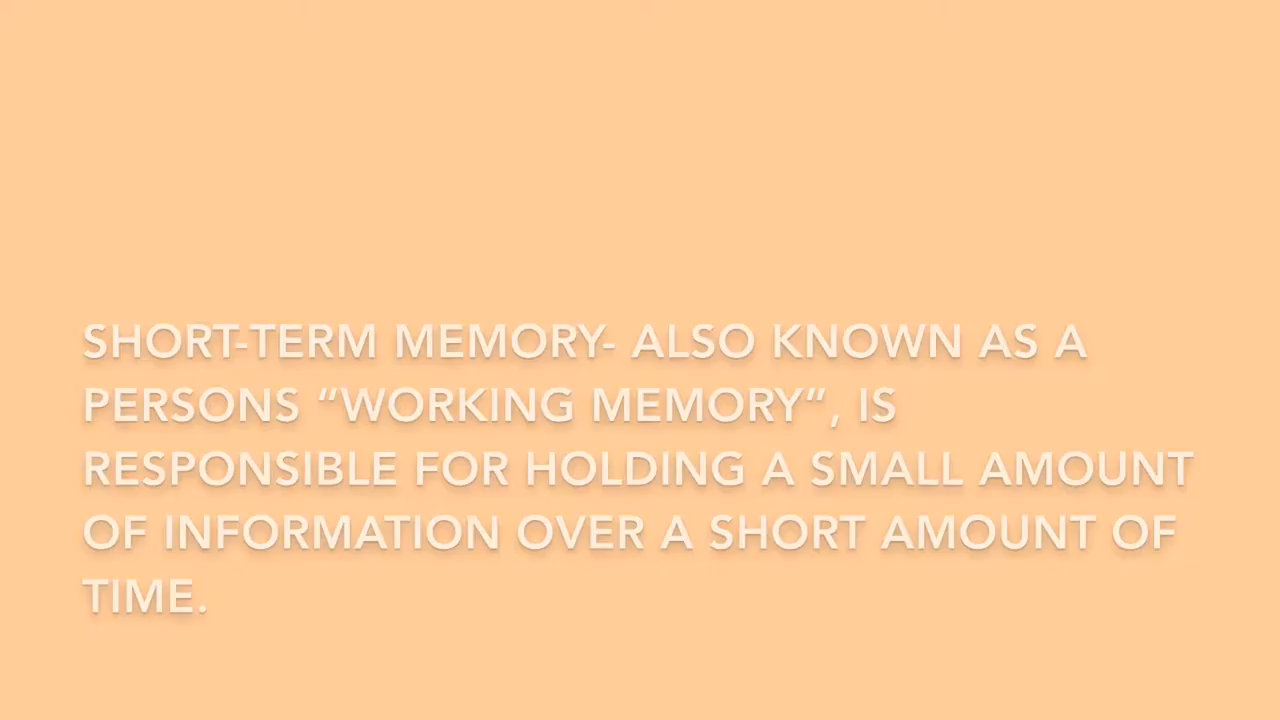 SHORT-TERM MEMORY- ALSO KNOWN AS A
PERSONS “WORKING MEMORY”, IS
RESPONSIBLE FOR HOLDING A SMALL AMOUNT
OF INFORMATION OVER A SHORT AMOUNT OF
TIME.